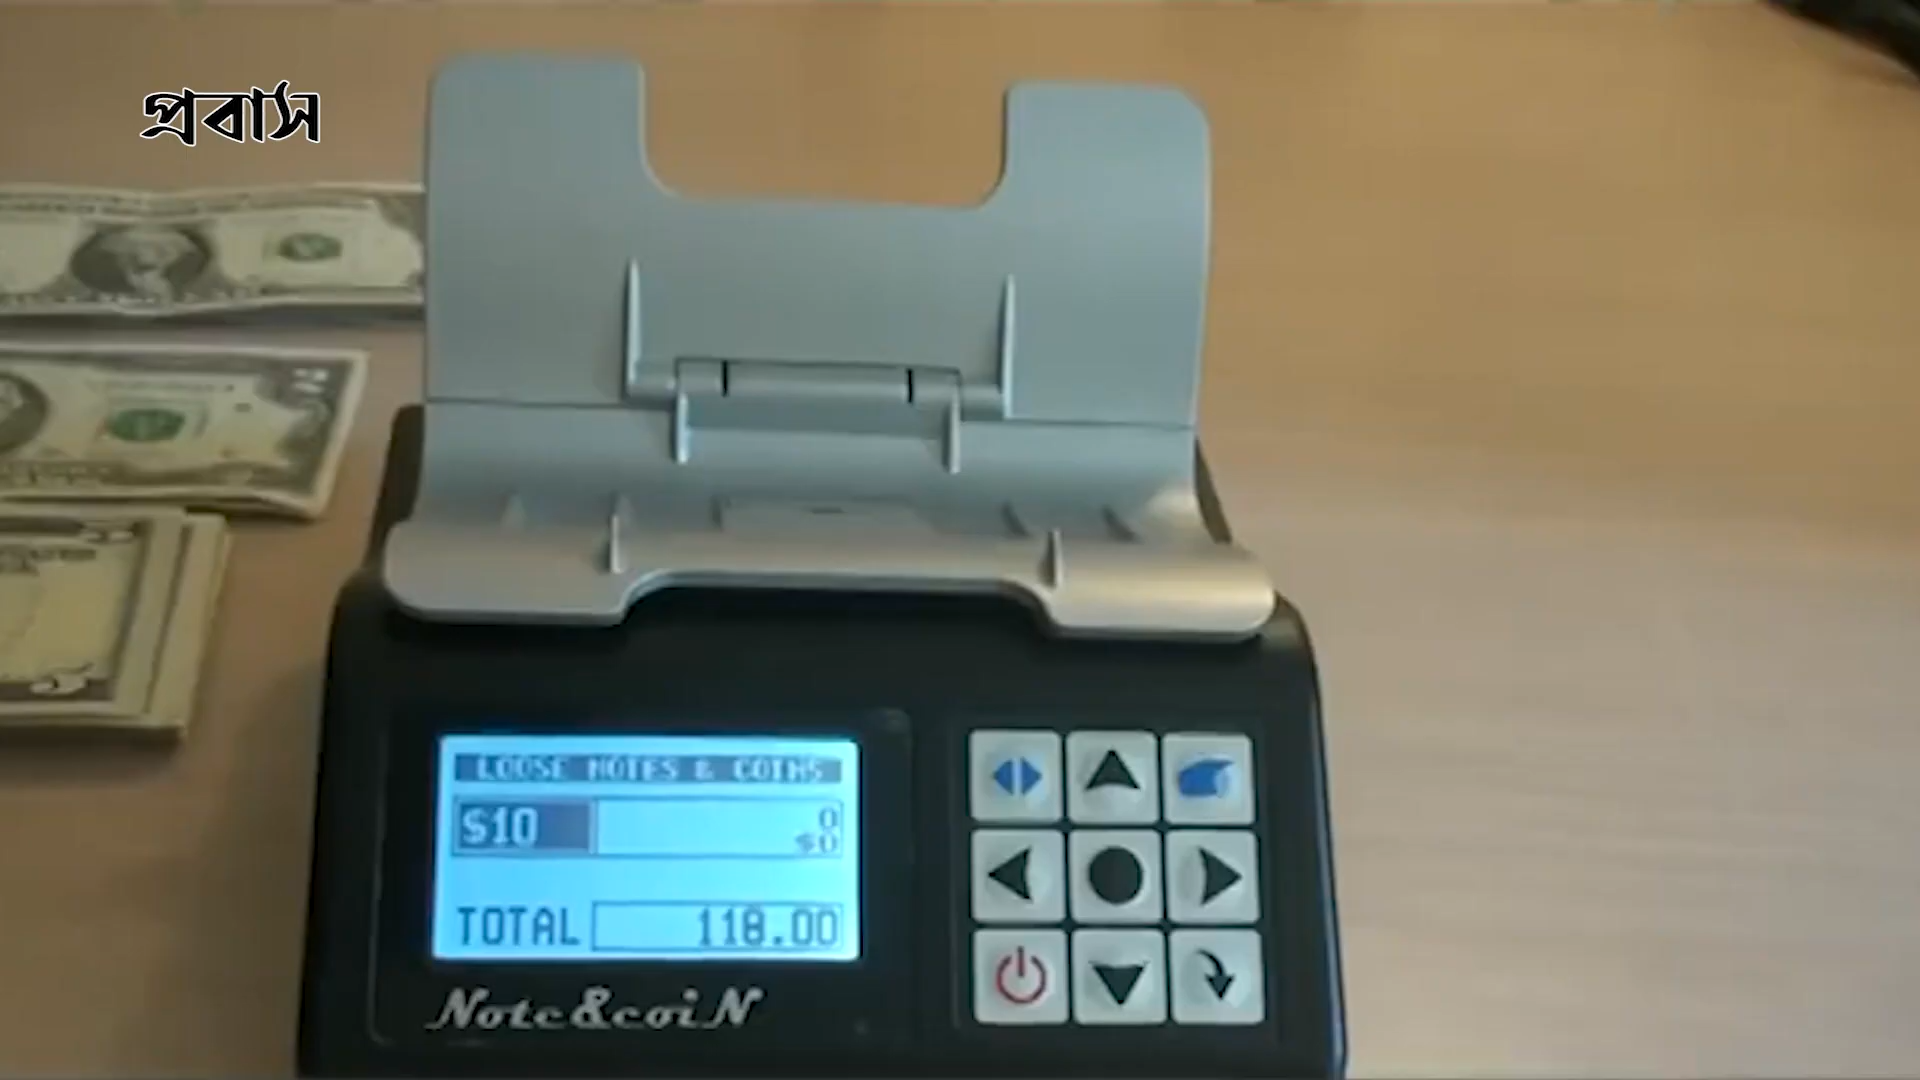 প্রবাস
LOOSE NOTES & COINS
$10
0
$0
TOTAL 118.00
Note&coiN